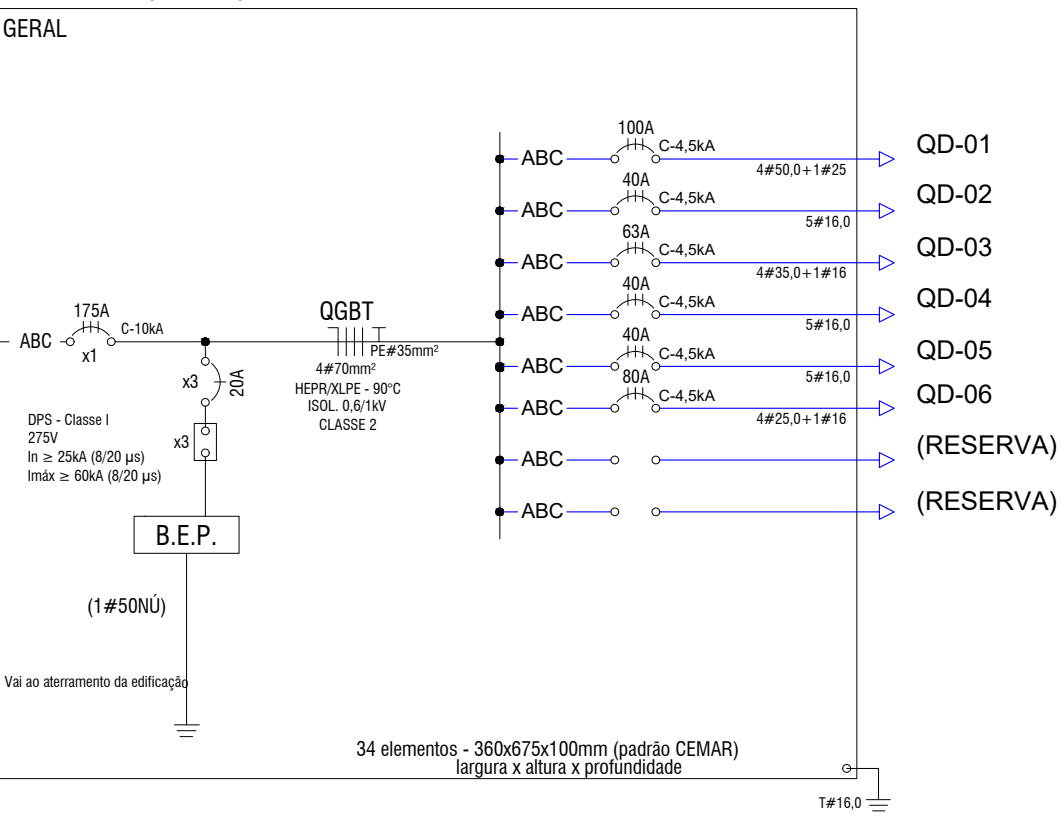 GERAL
100A
ABC
C-4,5kA
4#50,0+1#25
QD-01
40A
ABC
C-4,5kA
5#16,0
QD-02
63A
ABC
C-4,5kA
4#35,0+1#16
QD-03
40A
ABC
C-4,5kA
5#16,0
QD-04
175A
ABC
C-10kA
x1
QGBT
PE#35mm²
4#70mm²
HEPR/XLPE - 90°C
ISOL. 0,6/1kV
CLASSE 2
40A
ABC
C-4,5kA
5#16,0
QD-05
80A
ABC
C-4,5kA
4#25,0+1#16
QD-06
ABC
(RESERVA)
ABC
(RESERVA)
x3
20A
x3
DPS - Classe I
275V
In ≥ 25kA (8/20 µs)
Imáx ≥ 60kA (8/20 µs)
B.E.P.
(1#50NÚ)
Vai ao aterramento da edificação
34 elementos - 360x675x100mm (padrão CEMAR)
largura x altura x profundidade
T#16,0